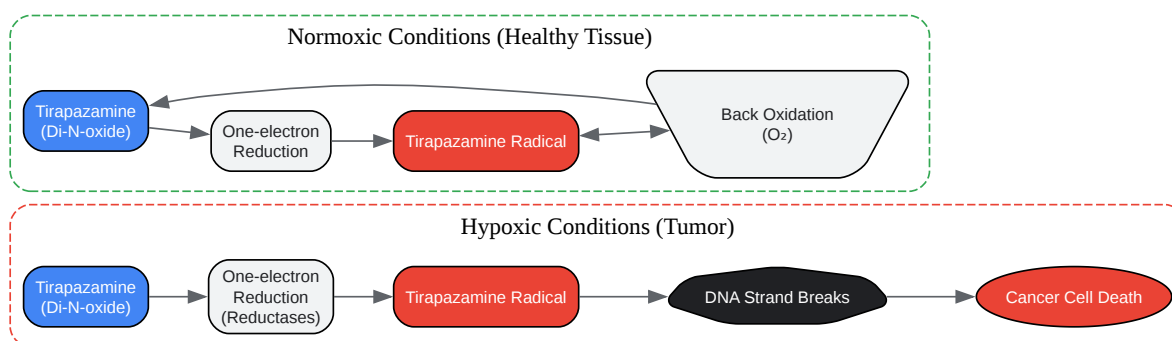 Normoxic Conditions (Healthy Tissue)
Tirapazamine
(Di-N-oxide)
One-electron
Reduction
Tirapazamine Radical
Back Oxidation
(O₂)
Hypoxic Conditions (Tumor)
Tirapazamine
(Di-N-oxide)
One-electron
Reduction
(Reductases)
Tirapazamine Radical
DNA Strand Breaks
Cancer Cell Death